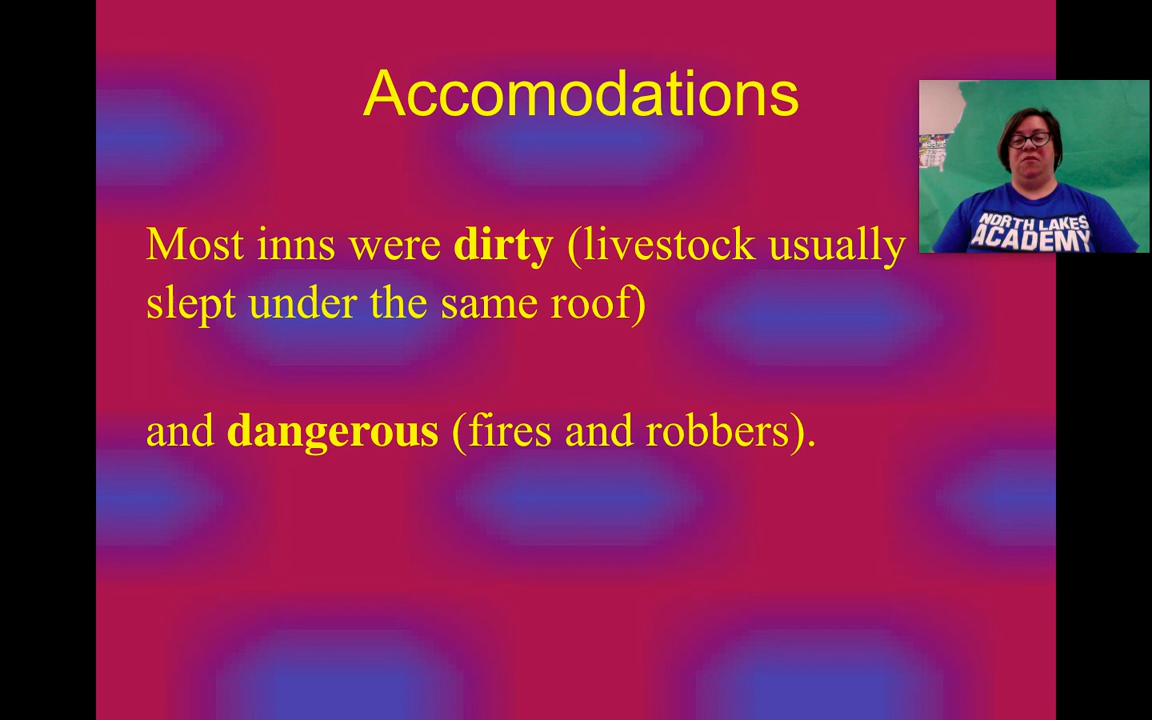 Accomodations
Most inns were dirty (livestock usually
slept under the same roof)
and dangerous (fires and robbers).
NORTH LAKES
ACADEMY